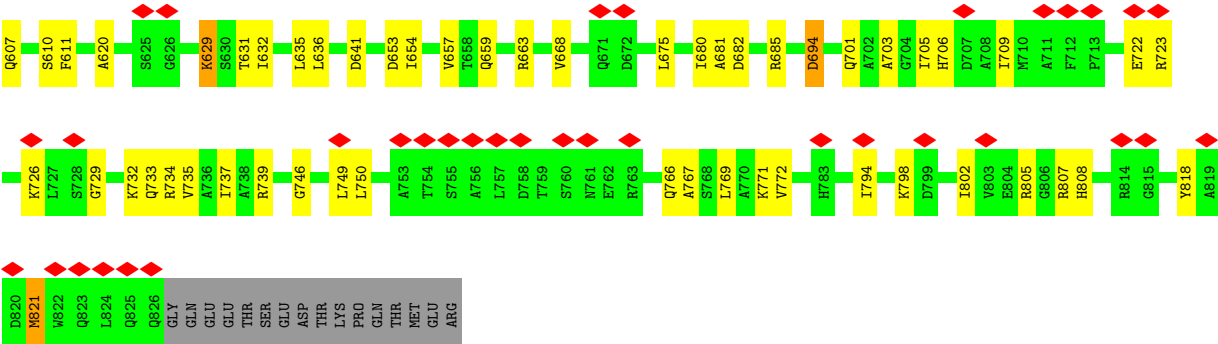 Q607 S610 F611 A620 S625 G626 K629 S630 T631 I632 L635 L636 D641 D653 I654 V657 T658 Q659 R663 V668 Q671 D672 L675 I680 A681 D682 R685 D694 Q701 A702 A703 G704 I705 H706 D707 A708 I709 M710 A711 F712 P713 E722 R723
K726 L727 S728 G729 K732 Q733 R734 V735 A736 I737 A738 R739 G746 L749 L750 A753 T754 S755 A756 L757 D758 T759 S760 N761 E762 R763 Q766 A767 S768 L769 A770 K771 V772 H783 I794 K798 D799 I802 V803 E804 R805 G806 R807 H808 R814 G815 Y818 A819
D820 M821 W822 Q823 L824 Q825 Q826 GLY GLN GLU GLU THR SER GLU ASP THR LYS PRO GLN THR MET GLU ARG